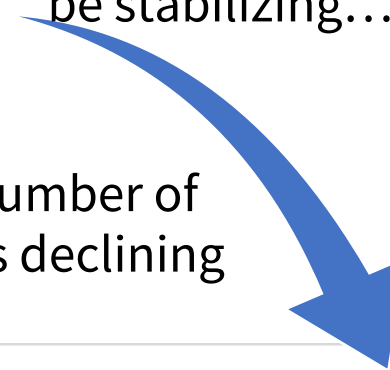 be stabilizing…
umber of
s declining